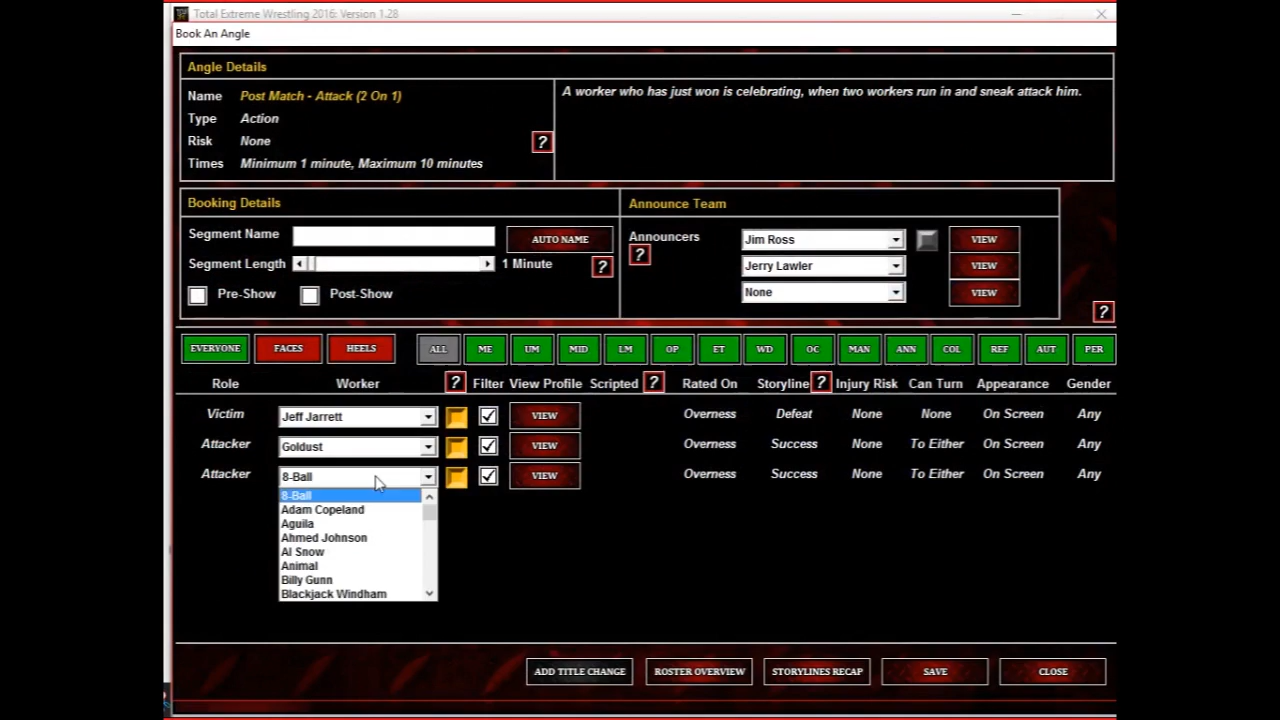 Total Extreme Wrestling 2016: Version 1.28
Book An Angle
Angle Details
Name Post Match - Attack (2 On 1)
A worker who has just won is celebrating, when two workers run in and sneak attack him.
Type Action
Risk None ?
Times Minimum 1 minute, Maximum 10 minutes
Booking Details
Announce Team
Segment Name AUTO NAME
Announcers Jim Ross VIEW
?
Segment Length 1 Minute ?
Jerry Lawler VIEW
Pre-Show Post-Show
None VIEW
?
EVERYONE FACES HEELS ALL ME UM MID LM OP ET WD OC MAN ANN COL REF AUT PER
Role Worker ? Filter View Profile Scripted ? Rated On Storyline ? Injury Risk Can Turn Appearance Gender
Victim Jeff Jarrett VIEW Overness Defeat None None On Screen Any
Attacker Goldust VIEW Overness Success None To Either On Screen Any
Attacker 8-Ball VIEW Overness Success None To Either On Screen Any
8-Ball
Adam Copeland
Aguila
Ahmed Johnson
Al Snow
Animal
Billy Gunn
Blackjack Windham
ADD TITLE CHANGE ROSTER OVERVIEW STORYLINES RECAP SAVE CLOSE